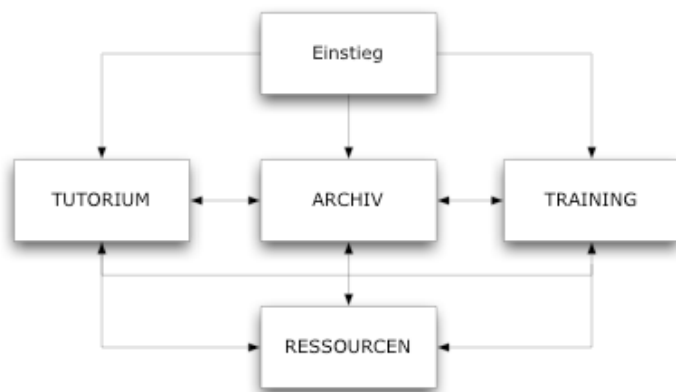 Einstieg
TUTORIUM
ARCHIV
TRAINING
RESSOURCEN